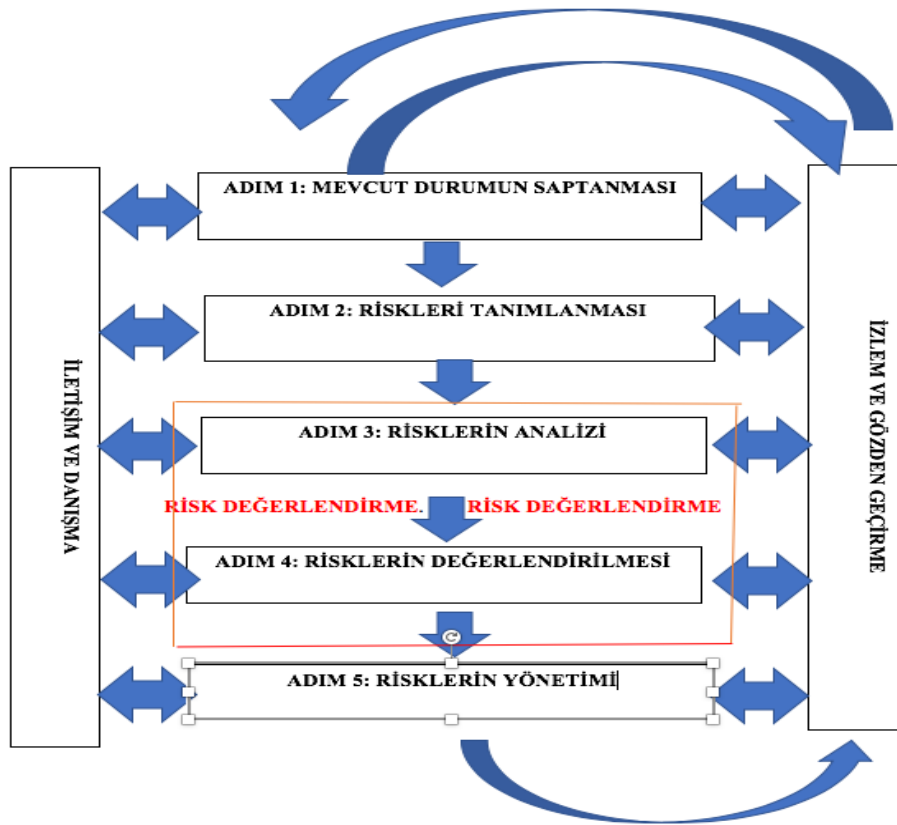 ADIM 1: MEVCUT DURUMUN SAPTANMASI
ADIM 2: RİSKLERİ TANIMLANMASI
ADIM 3: RİSKLERİN ANALİZİ
RİSK DEĞERLENDİRME. RİSK DEĞERLENDİRME
ADIM 4: RİSKLERİN DEĞERLENDİRİLMESİ
ADIM 5: RİSKLERİN YÖNETİMİ
İLETİŞİM VE DANIŞMA
İZLEM VE GÖZDEN GEÇİRME